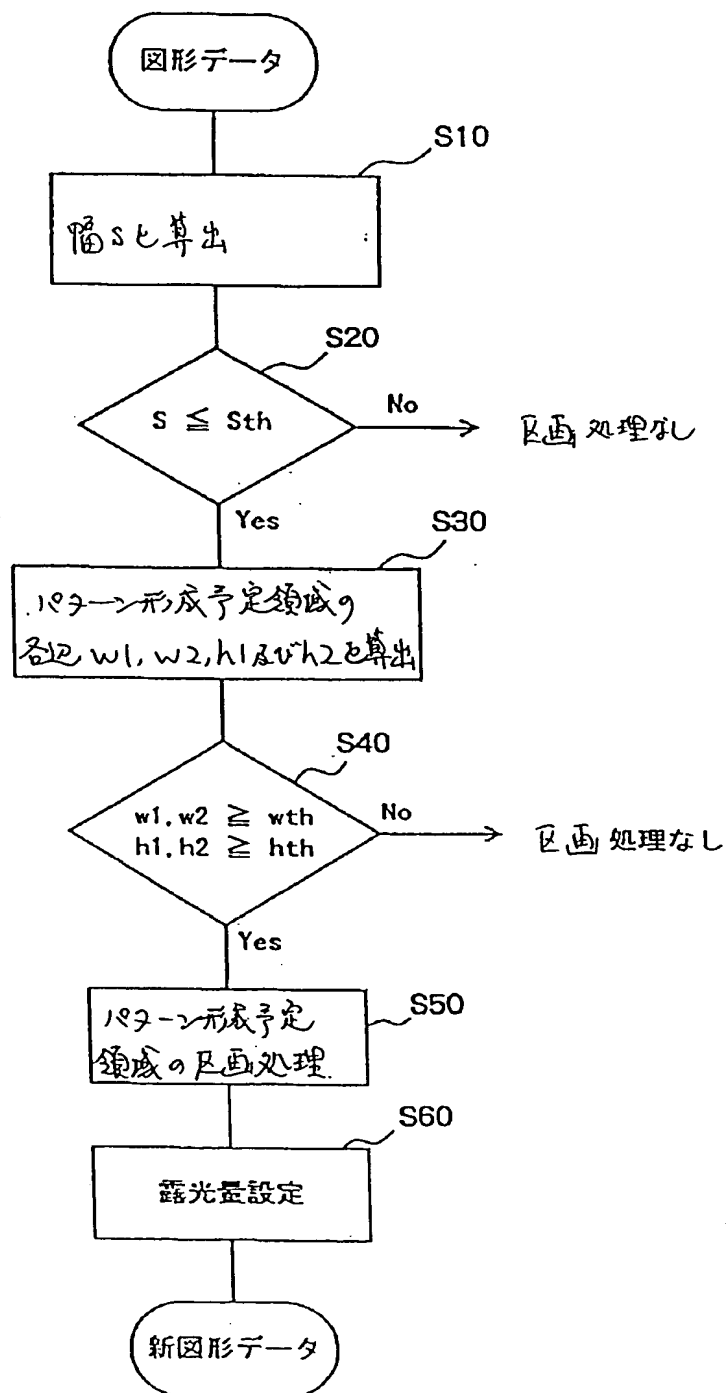 図形データ
S10
幅Sを算出
S20
S ≦ Sth
No
区画処理なし
Yes
S30
パターン形成予定領域の
各辺、w1, w2, h1及びh2を算出
S40
w1.w2 ≧ wth
h1.h2 ≧ hth
No
区画処理なし
Yes
S50
パターン形成予定
領域の区画処理
S60
露光量設定
新図形データ